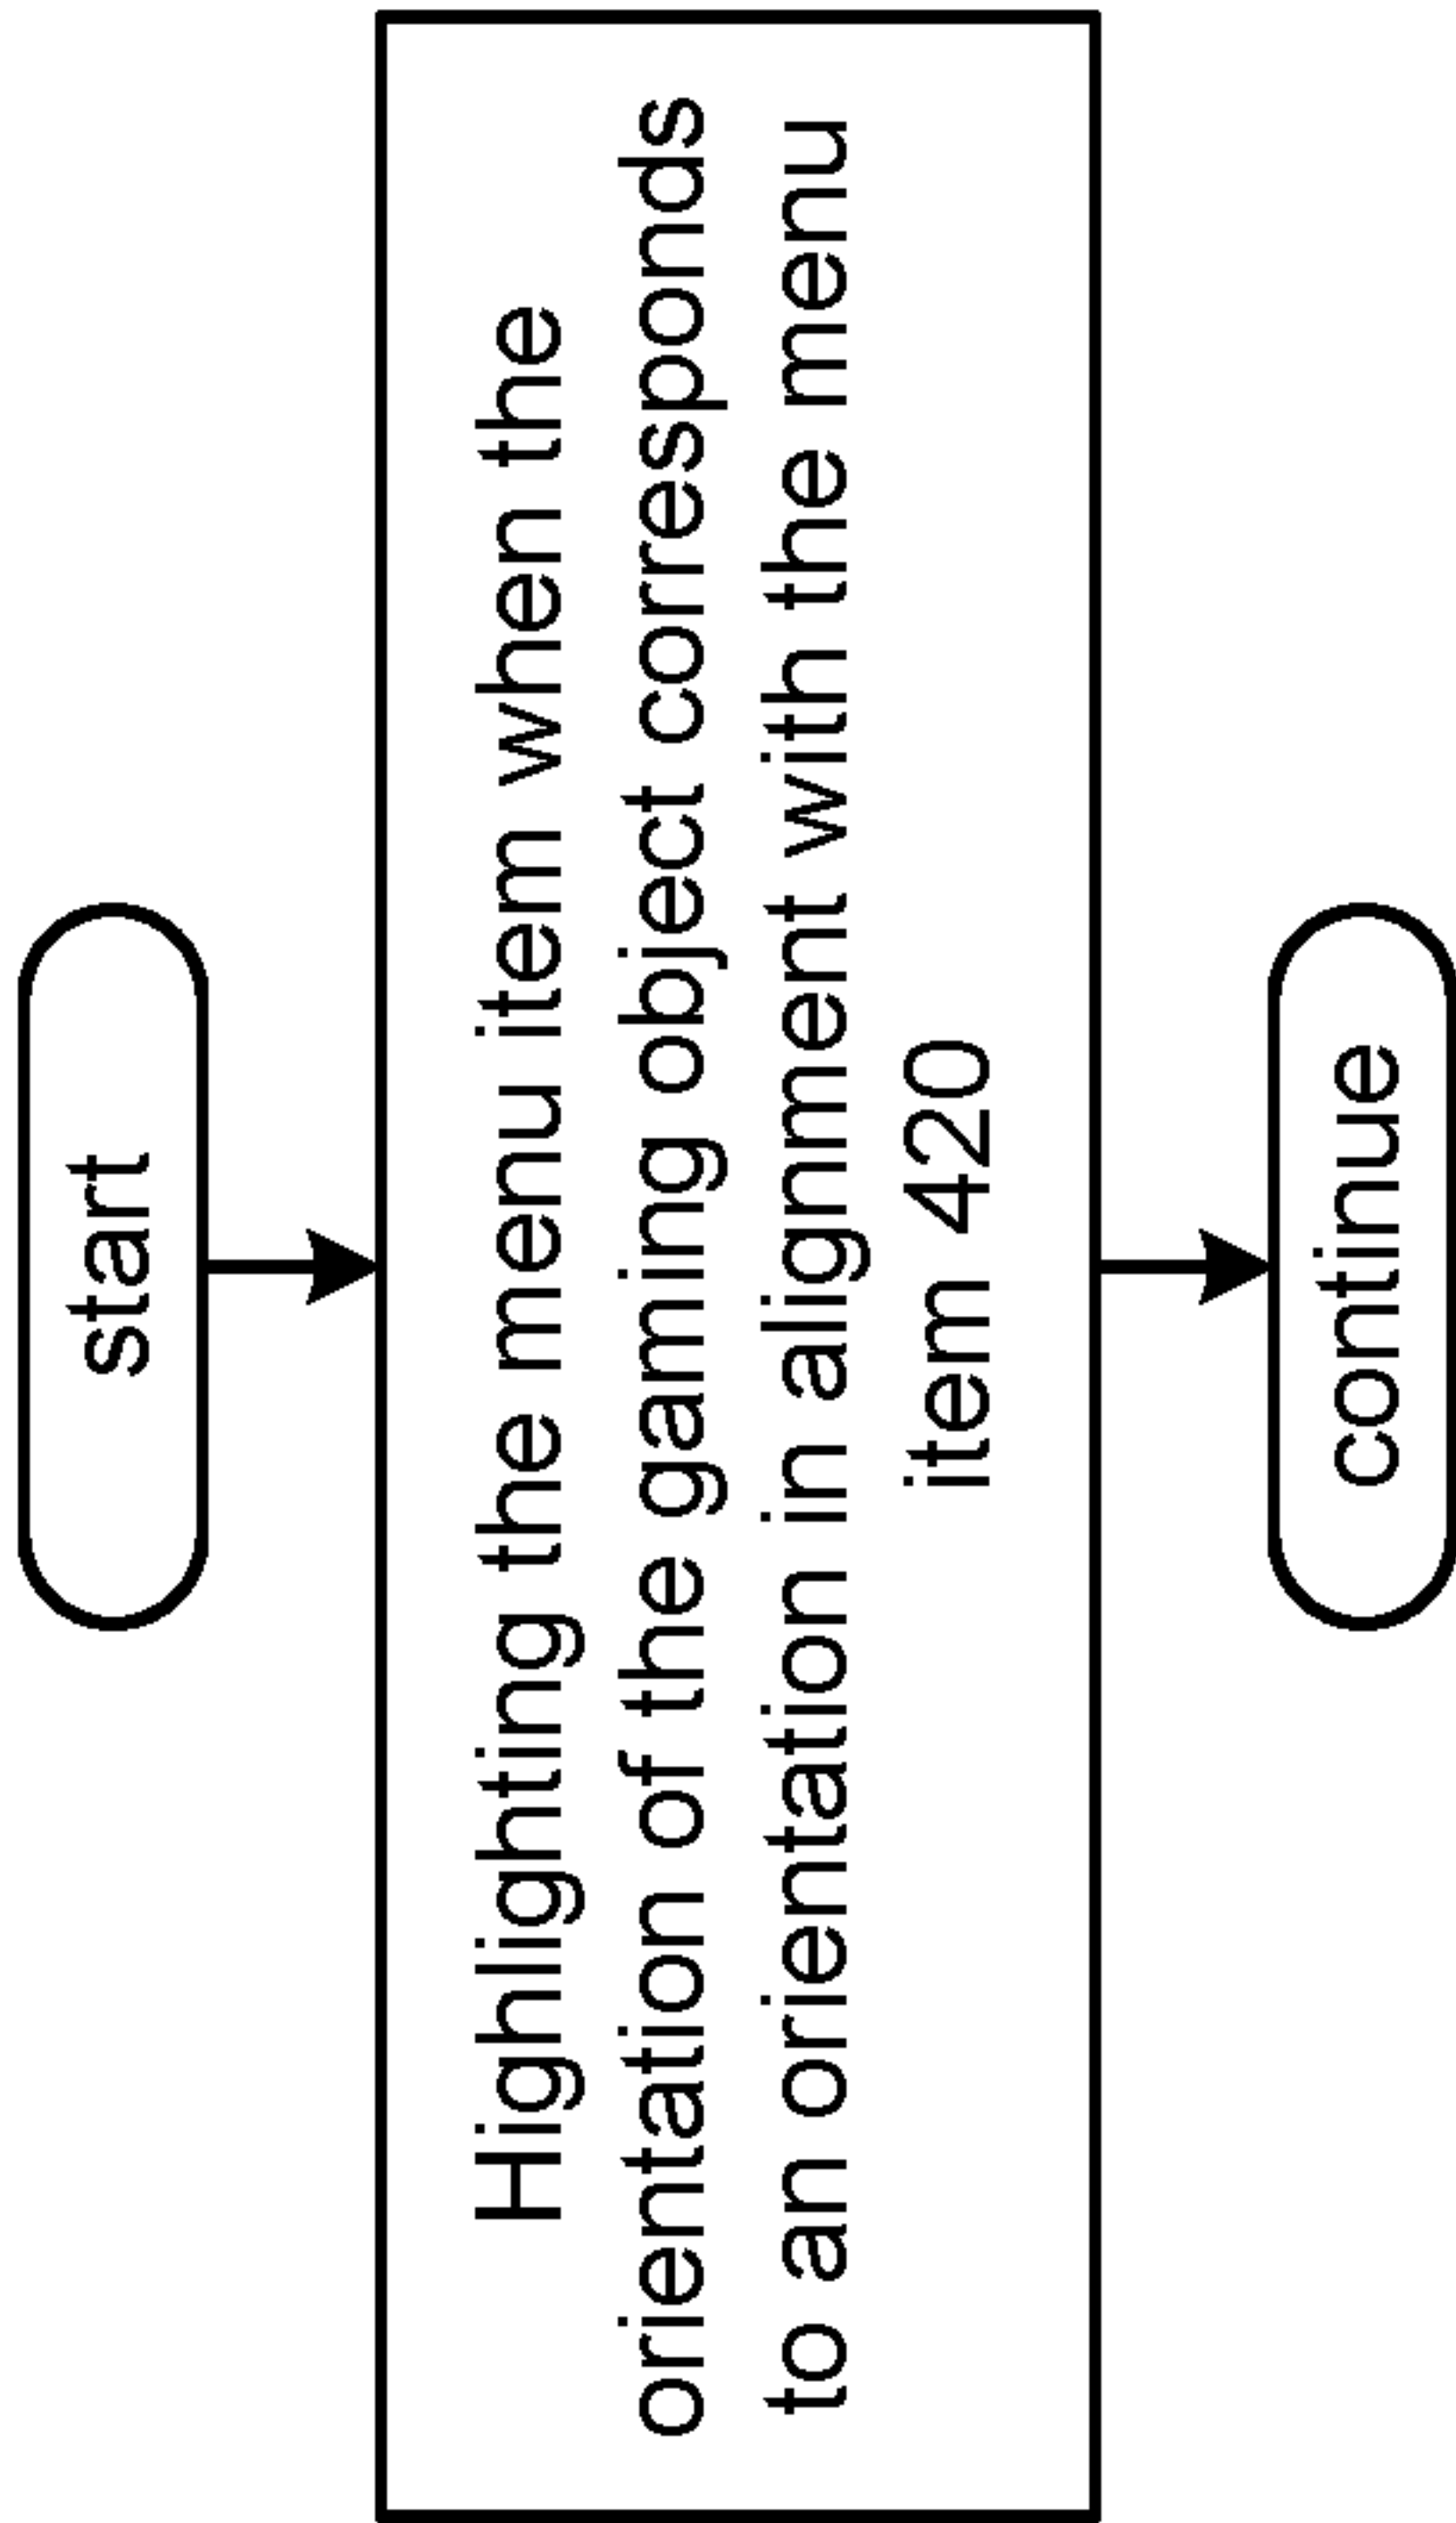 start
Highlighting the menu item when the
orientation of the gaming object corresponds
to an orientation in alignment with the menu
item 420
continue